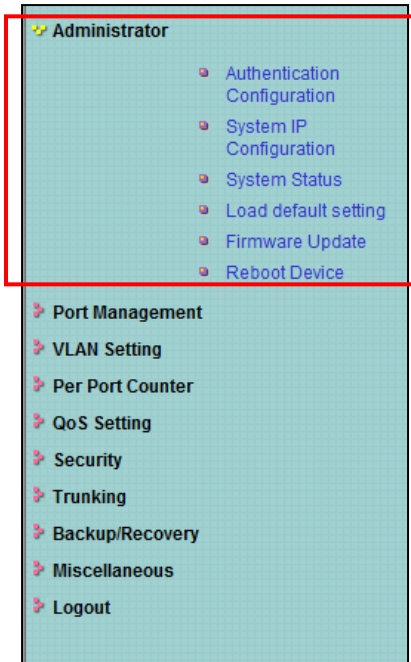 Administrator
Authentication
Configuration
System IP
Configuration
System Status
Load default setting
Firmware Update
Reboot Device
Port Management
VLAN Setting
Per Port Counter
QoS Setting
Security
Trunking
Backup/Recovery
Miscellaneous
Logout